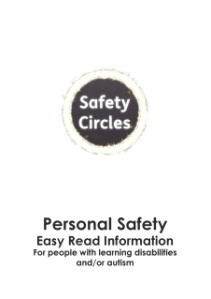 Safety
Circles
Personal Safety
Easy Read Information
For people with learning disabilities
and/or autism